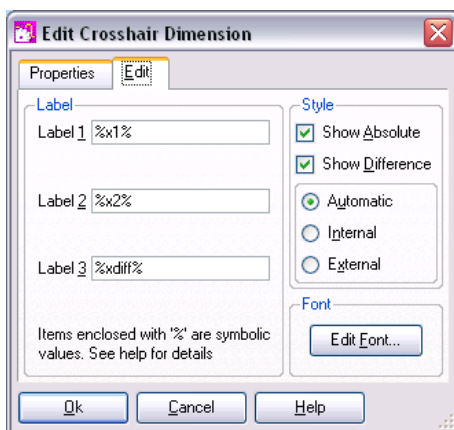 Edit Crosshair Dimension
Properties
Edit
Label
Label 1
%x1%
Label 2
%x2%
Label 3
%xdiff%
Items enclosed with '%' are symbolic
values. See help for details
Style
Show Absolute
Show Difference
Automatic
Internal
External
Font
Edit Font...
Ok
Cancel
Help